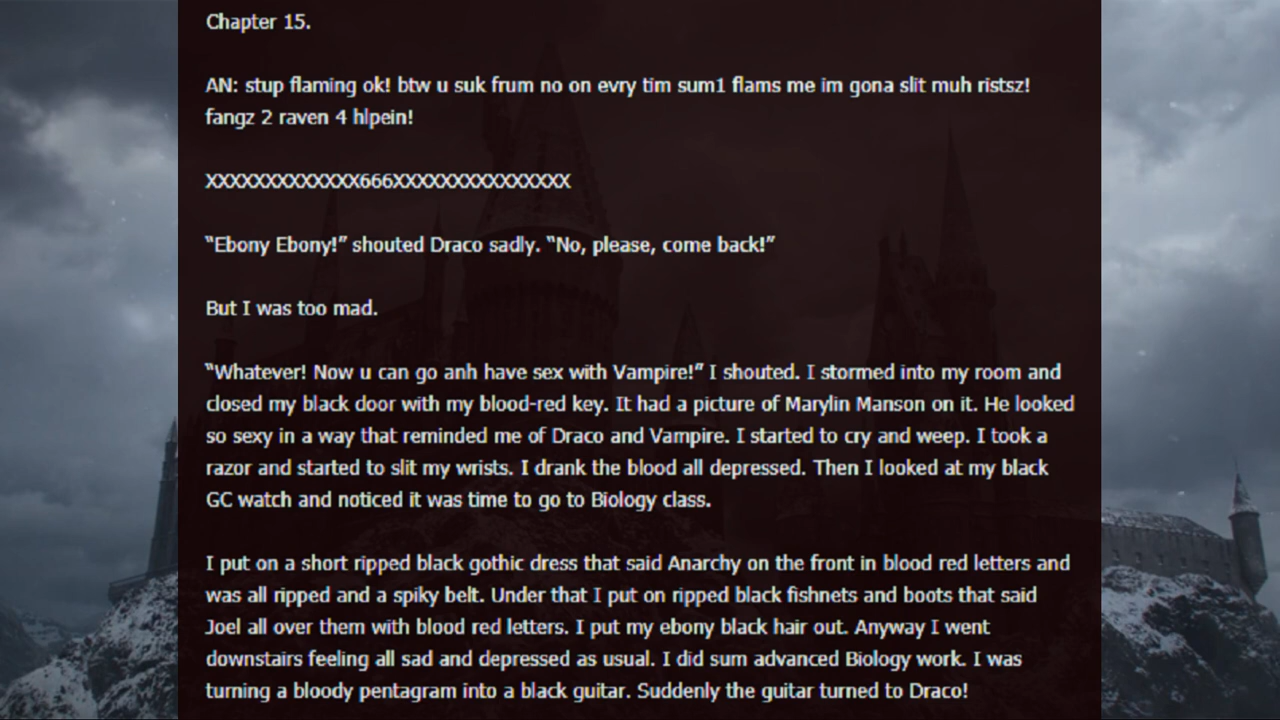 Chapter 15.
AN: stup flaming ok! btw u suk frum no on evry tim sum1 flams me im gona slit muh ristsz!
fangz 2 raven 4 hlpein!
XXXXXXXXXXXXX666XXXXXXXXXXXXXXX
“Ebony Ebony!” shouted Draco sadly. “No, please, come back!”
But I was too mad.
“Whatever! Now u can go anh have sex with Vampire!” I shouted. I stormed into my room and
closed my black door with my blood-red key. It had a picture of Marylin Manson on it. He looked
so sexy in a way that reminded me of Draco and Vampire. I started to cry and weep. I took a
razor and started to slit my wrists. I drank the blood all depressed. Then I looked at my black
GC watch and noticed it was time to go to Biology class.
I put on a short ripped black gothic dress that said Anarchy on the front in blood red letters and
was all ripped and a spiky belt. Under that I put on ripped black fishnets and boots that said
Joel all over them with blood red letters. I put my ebony black hair out. Anyway I went
downstairs feeling all sad and depressed as usual. I did sum advanced Biology work. I was
turning a bloody pentagram into a black guitar. Suddenly the guitar turned to Draco!